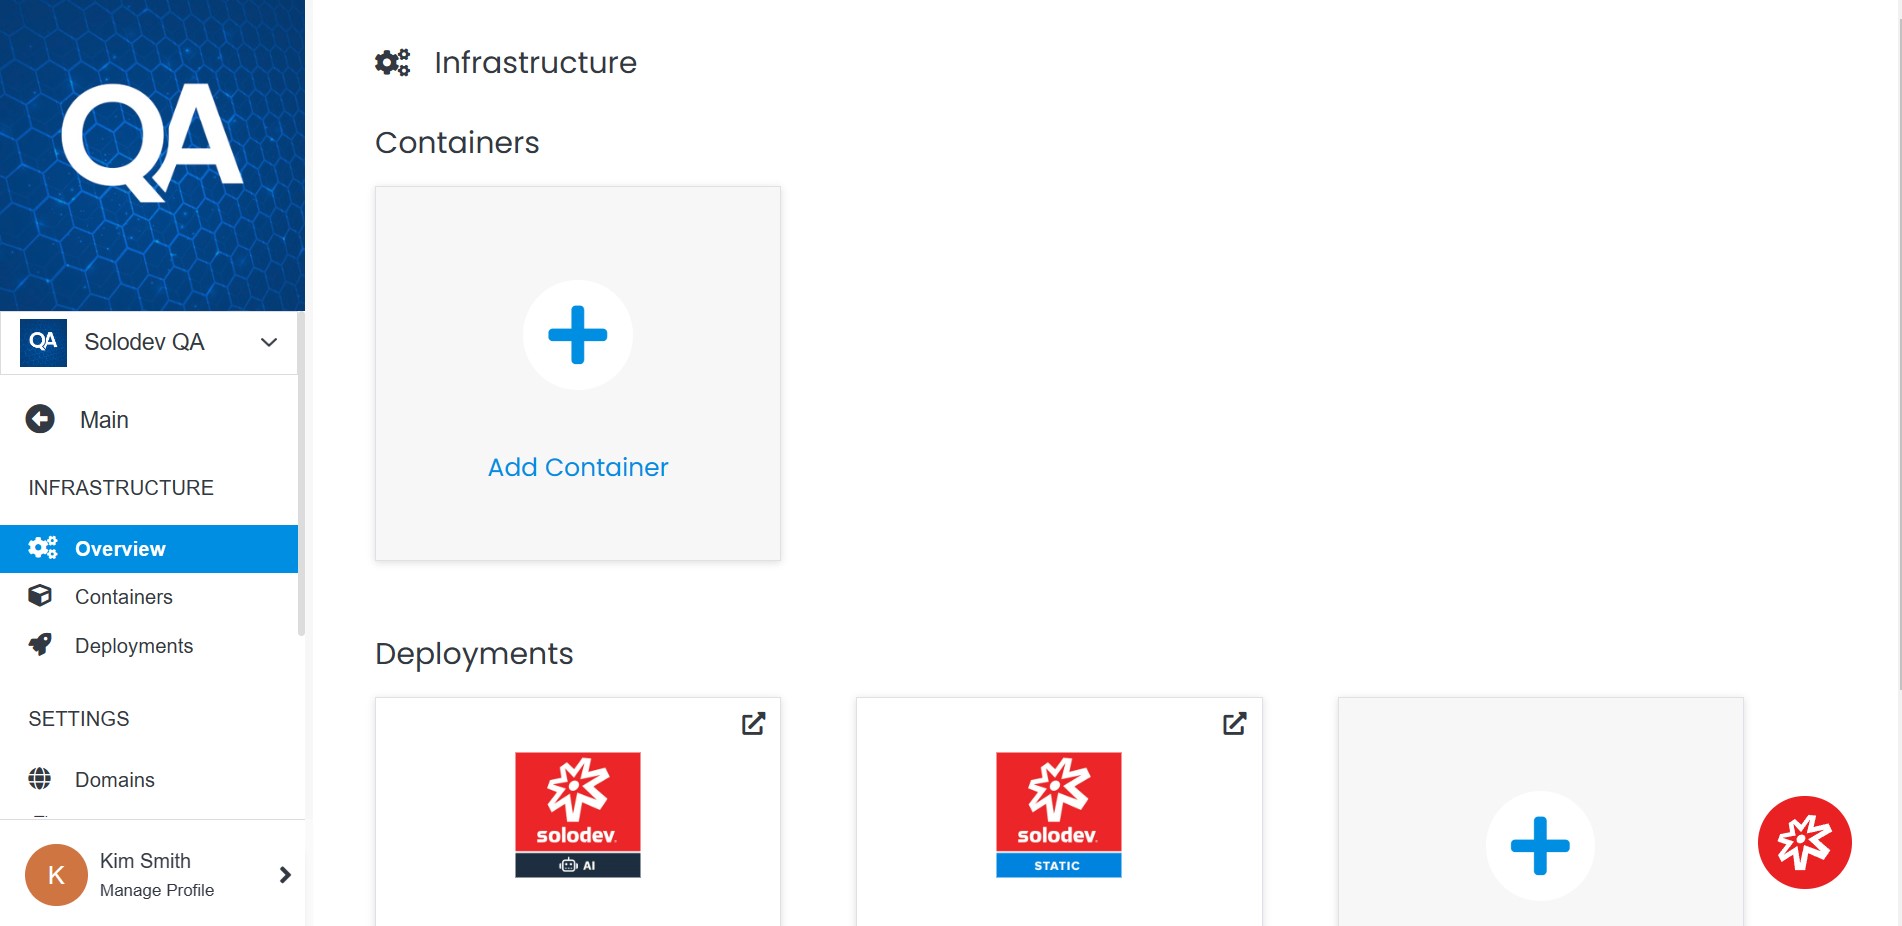 QA
QA
Solodev QA
Main
INFRASTRUCTURE
Overview
Containers
Deployments
SETTINGS
Domains
K
Kim Smith
Manage Profile
Infrastructure
Containers
Add Container
Deployments
solodev.
AI
solodev.
STATIC